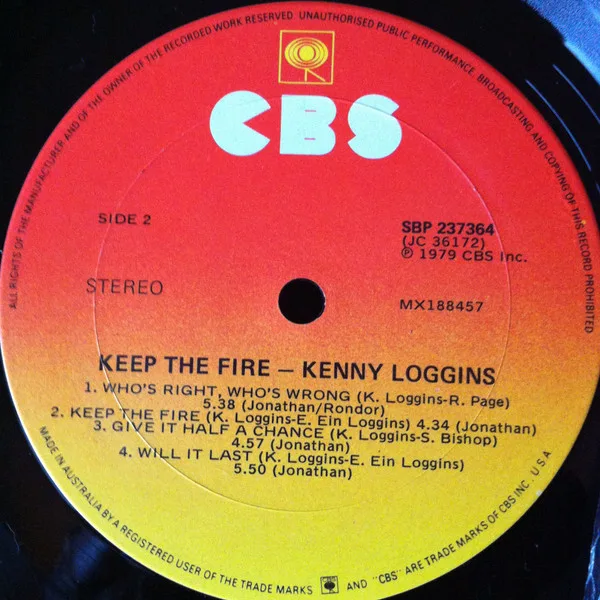 ALL RIGHTS OF THE MANUFACTURER AND OF THE OWNER OF THE RECORDED WORK RESERVED. UNAUTHORISED PUBLIC PERFORMANCE, BROADCASTING AND COPYING OF THIS RECORD PROHIBITED
CBS
SIDE 2
SBP 237364
(JC 36172)
℗ 1979 CBS Inc.
STEREO
MX188457
KEEP THE FIRE – KENNY LOGGINS
1. WHO'S RIGHT, WHO'S WRONG (K. Loggins-R. Page)
5.38 (Jonathan/Rondor)
2. KEEP THE FIRE (K. Loggins-E. Ein Loggins) 4.34 (Jonathan)
3. GIVE IT HALF A CHANCE (K. Loggins-S. Bishop)
4.57 (Jonathan)
4. WILL IT LAST (K. Loggins-E. Ein Loggins)
5.50 (Jonathan)
MADE IN AUSTRALIA BY A REGISTERED USER OF THE TRADE MARKS AND "CBS" ARE TRADE MARKS OF CBS INC. U.S.A